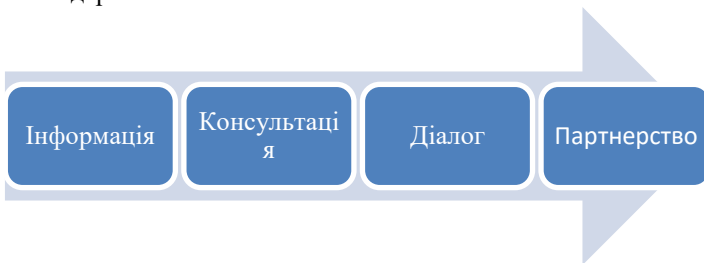 Інформація
Консультаці
я
Діалог
Партнерство